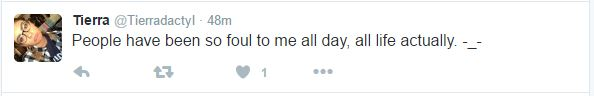 Tierra @Tierradactyl · 48m
People have been so foul to me all day, all life actually. -_-
1